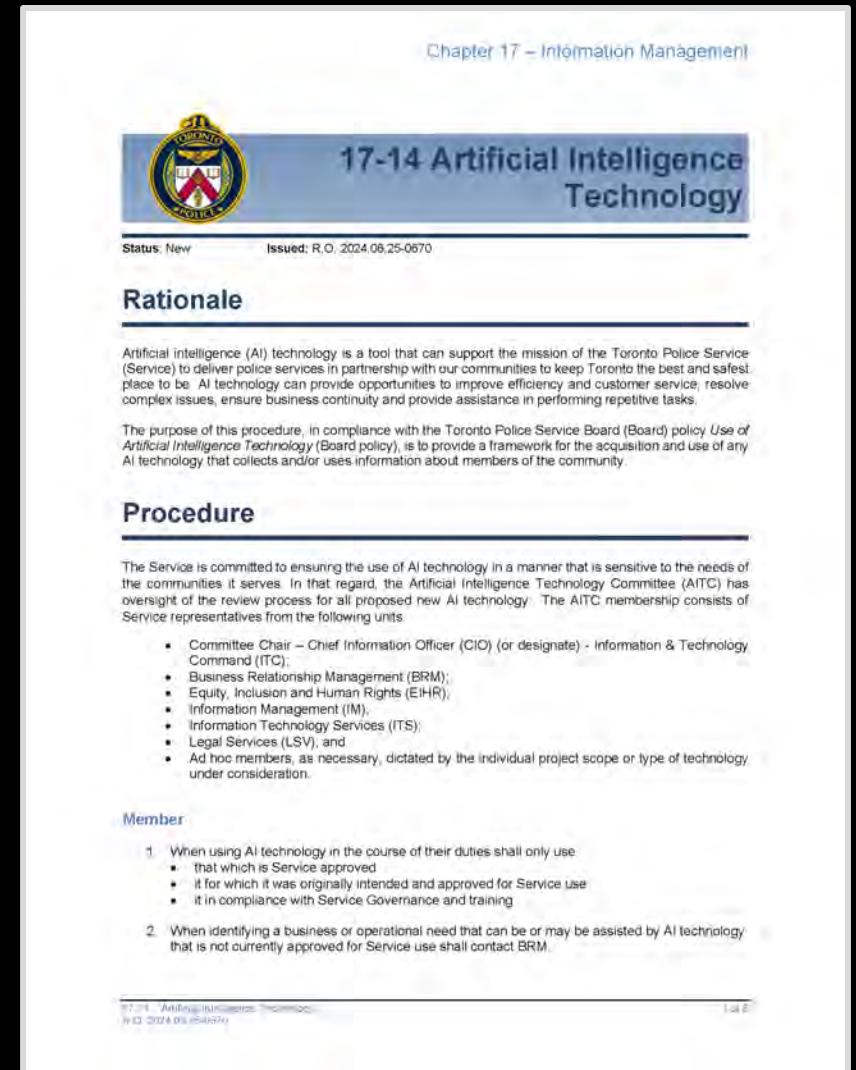 Chapter 17 – Information Management
TORONTO
POLICE
17-14 Artificial Intelligence
Technology
Status: New Issued: R.O. 2024.06.25-0670
Rationale
Artificial intelligence (AI) technology is a tool that can support the mission of the Toronto Police Service
(Service) to deliver police services in partnership with our communities to keep Toronto the best and safest
place to be. AI technology can provide opportunities to improve efficiency and customer service, resolve
complex issues, ensure business continuity and provide assistance in performing repetitive tasks.
The purpose of this procedure, in compliance with the Toronto Police Service Board (Board) policy Use of
Artificial Intelligence Technology (Board policy), is to provide a framework for the acquisition and use of any
AI technology that collects and/or uses information about members of the community.
Procedure
The Service is committed to ensuring the use of AI technology in a manner that is sensitive to the needs of
the communities it serves. In that regard, the Artificial Intelligence Technology Committee (AITC) has
oversight of the review process for all proposed new AI technology. The AITC membership consists of
Service representatives from the following units
• Committee Chair – Chief Information Officer (CIO) (or designate) - Information & Technology
Command (ITC);
• Business Relationship Management (BRM);
• Equity, Inclusion and Human Rights (EIHR);
• Information Management (IM);
• Information Technology Services (ITS);
• Legal Services (LSV); and
• Ad hoc members, as necessary, dictated by the individual project scope or type of technology
under consideration.
Member
1. When using AI technology in the course of their duties shall only use
• that which is Service approved
• it for which it was originally intended and approved for Service use
• it in compliance with Service Governance and training
2. When identifying a business or operational need that can be or may be assisted by AI technology
that is not currently approved for Service use shall contact BRM.
17-14 Artificial Intelligence Technology